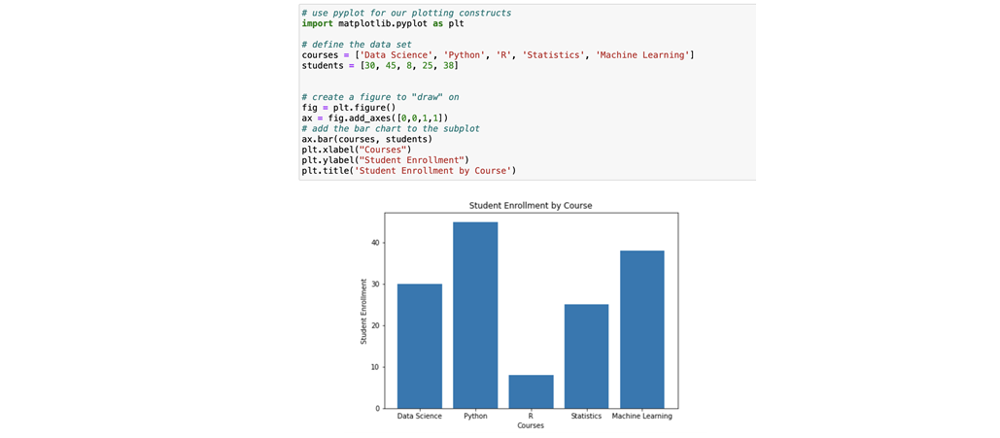 # use pyplot for our plotting constructs
import matplotlib.pyplot as plt
# define the data set
courses = ['Data Science', 'Python', 'R', 'Statistics', 'Machine Learning']
students = [30, 45, 8, 25, 38]
# create a figure to "draw" on
fig = plt.figure()
ax = fig.add_axes([0,0,1,1])
# add the bar chart to the subplot
ax.bar(courses, students)
plt.xlabel("Courses")
plt.ylabel("Student Enrollment")
plt.title('Student Enrollment by Course')
Student Enrollment by Course
Student Enrollment
40
30
20
10
0
Data Science Python R Statistics Machine Learning
Courses